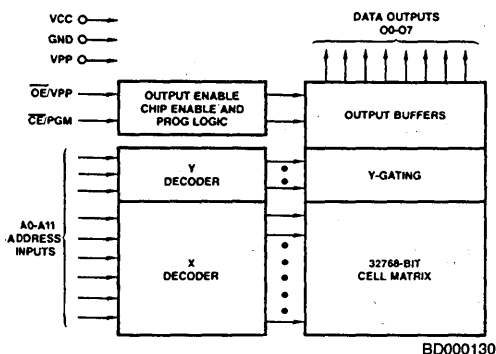 VCC
GND
VPP
OE/VPP
CE/PGM
A0-A11
ADDRESS
INPUTS
OUTPUT ENABLE
CHIP ENABLE AND
PROG LOGIC
Y
DECODER
X
DECODER
DATA OUTPUTS
O0-O7
OUTPUT BUFFERS
Y-GATING
32768-BIT
CELL MATRIX
BD000130